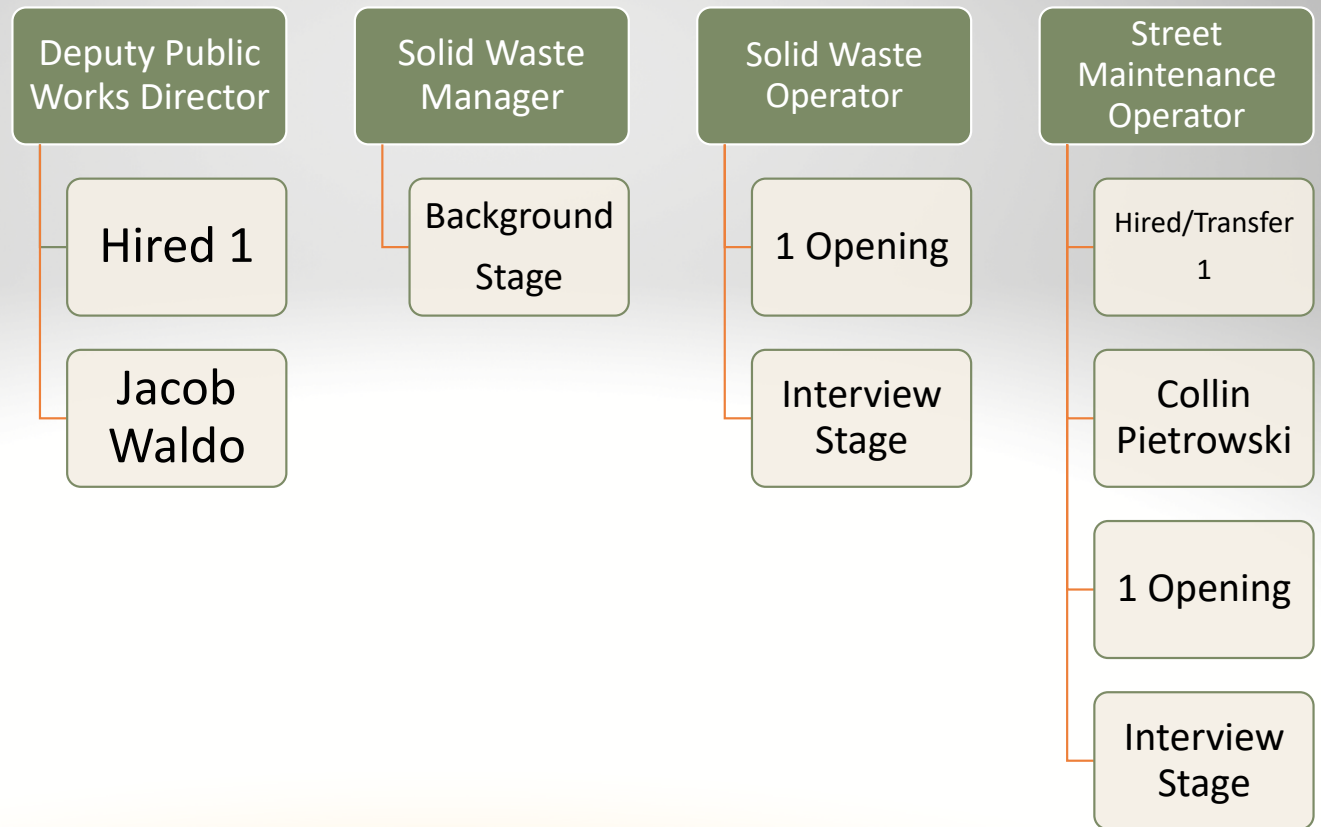 Deputy Public
Works Director
Hired 1
Jacob
Waldo
Solid Waste
Manager
Background
Stage
Solid Waste
Operator
1 Opening
Interview
Stage
Street
Maintenance
Operator
Hired/Transfer
1
Collin
Pietrowski
1 Opening
Interview
Stage